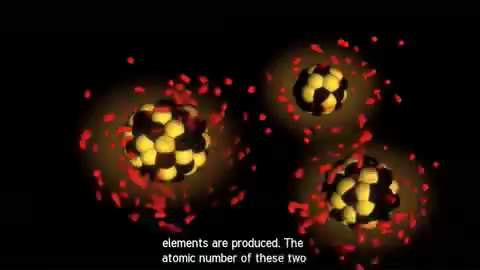 elements are produced. The
atomic number of these two